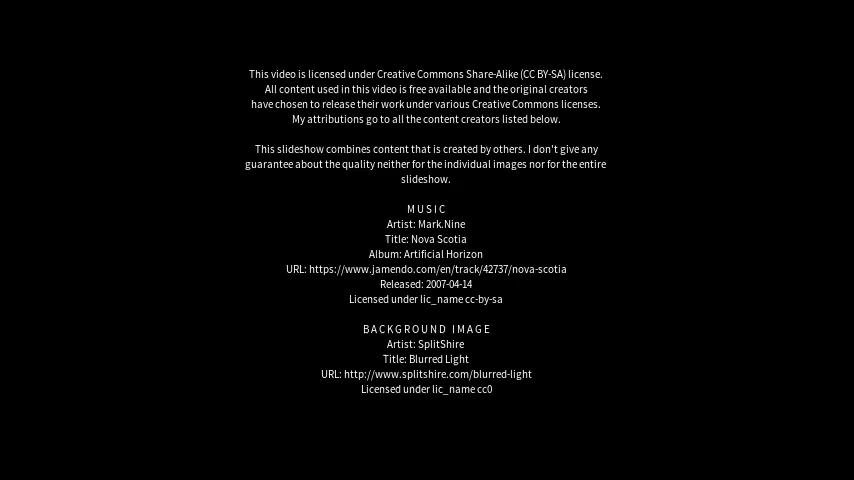 This video is licensed under Creative Commons Share-Alike (CC BY-SA) license.
All content used in this video is free available and the original creators
have chosen to release their work under various Creative Commons licenses.
My attributions go to all the content creators listed below.
This slideshow combines content that is created by others. I don't give any
guarantee about the quality neither for the individual images nor for the entire
slideshow.
MUSIC
Artist: Mark.Nine
Title: Nova Scotia
Album: Artificial Horizon
URL: https://www.jamendo.com/en/track/42737/nova-scotia
Released: 2007-04-14
Licensed under lic_name cc-by-sa
BACKGROUND IMAGE
Artist: SplitShire
Title: Blurred Light
URL: http://www.splitshire.com/blurred-light
Licensed under lic_name cc0